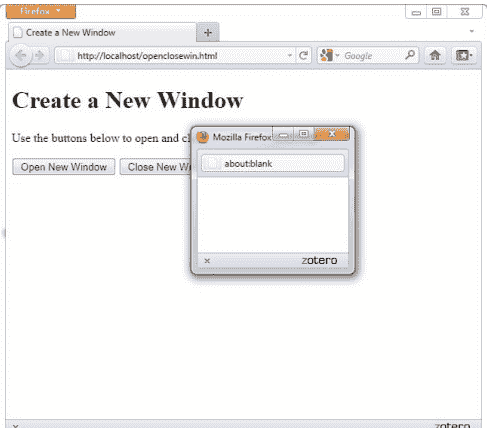 Firefox
Create a New Window
http://localhost/openclosewin.html
Google
Create a New Window
Use the buttons below to open and cl
Open New Window
Close New Wi
Mozilla Firefox
about:blank
zotero
zotero